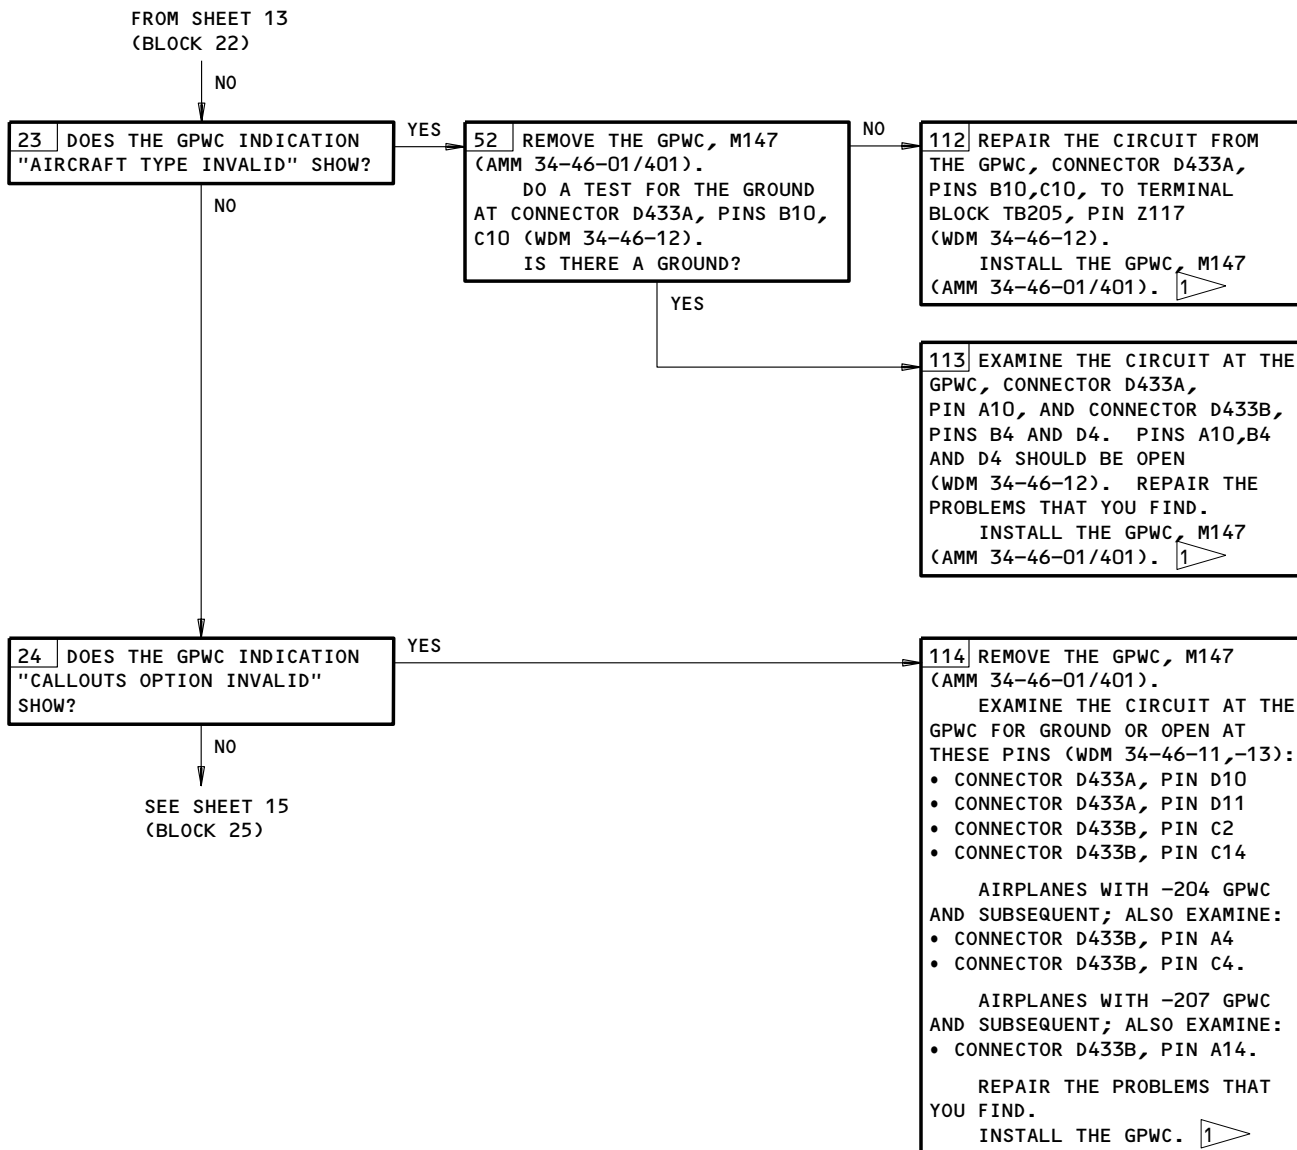 FROM SHEET 13
(BLOCK 22)
NO
23 DOES THE GPWC INDICATION
"AIRCRAFT TYPE INVALID" SHOW?
YES
NO
52 REMOVE THE GPWC, M147
(AMM 34-46-01/401).
DO A TEST FOR THE GROUND
AT CONNECTOR D433A, PINS B10,
C10 (WDM 34-46-12).
IS THERE A GROUND?
NO
YES
112 REPAIR THE CIRCUIT FROM
THE GPWC, CONNECTOR D433A,
PINS B10,C10, TO TERMINAL
BLOCK TB205, PIN Z117
(WDM 34-46-12).
INSTALL THE GPWC, M147
(AMM 34-46-01/401). 1
113 EXAMINE THE CIRCUIT AT THE
GPWC, CONNECTOR D433A,
PIN A10, AND CONNECTOR D433B,
PINS B4 AND D4. PINS A10,B4
AND D4 SHOULD BE OPEN
(WDM 34-46-12). REPAIR THE
PROBLEMS THAT YOU FIND.
INSTALL THE GPWC, M147
(AMM 34-46-01/401). 1
24 DOES THE GPWC INDICATION
"CALLOUTS OPTION INVALID"
SHOW?
YES
NO
SEE SHEET 15
(BLOCK 25)
114 REMOVE THE GPWC, M147
(AMM 34-46-01/401).
EXAMINE THE CIRCUIT AT THE
GPWC FOR GROUND OR OPEN AT
THESE PINS (WDM 34-46-11,-13):
• CONNECTOR D433A, PIN D10
• CONNECTOR D433A, PIN D11
• CONNECTOR D433B, PIN C2
• CONNECTOR D433B, PIN C14
AIRPLANES WITH -204 GPWC
AND SUBSEQUENT; ALSO EXAMINE:
• CONNECTOR D433B, PIN A4
• CONNECTOR D433B, PIN C4.
AIRPLANES WITH -207 GPWC
AND SUBSEQUENT; ALSO EXAMINE:
• CONNECTOR D433B, PIN A14.
REPAIR THE PROBLEMS THAT
YOU FIND.
INSTALL THE GPWC. 1